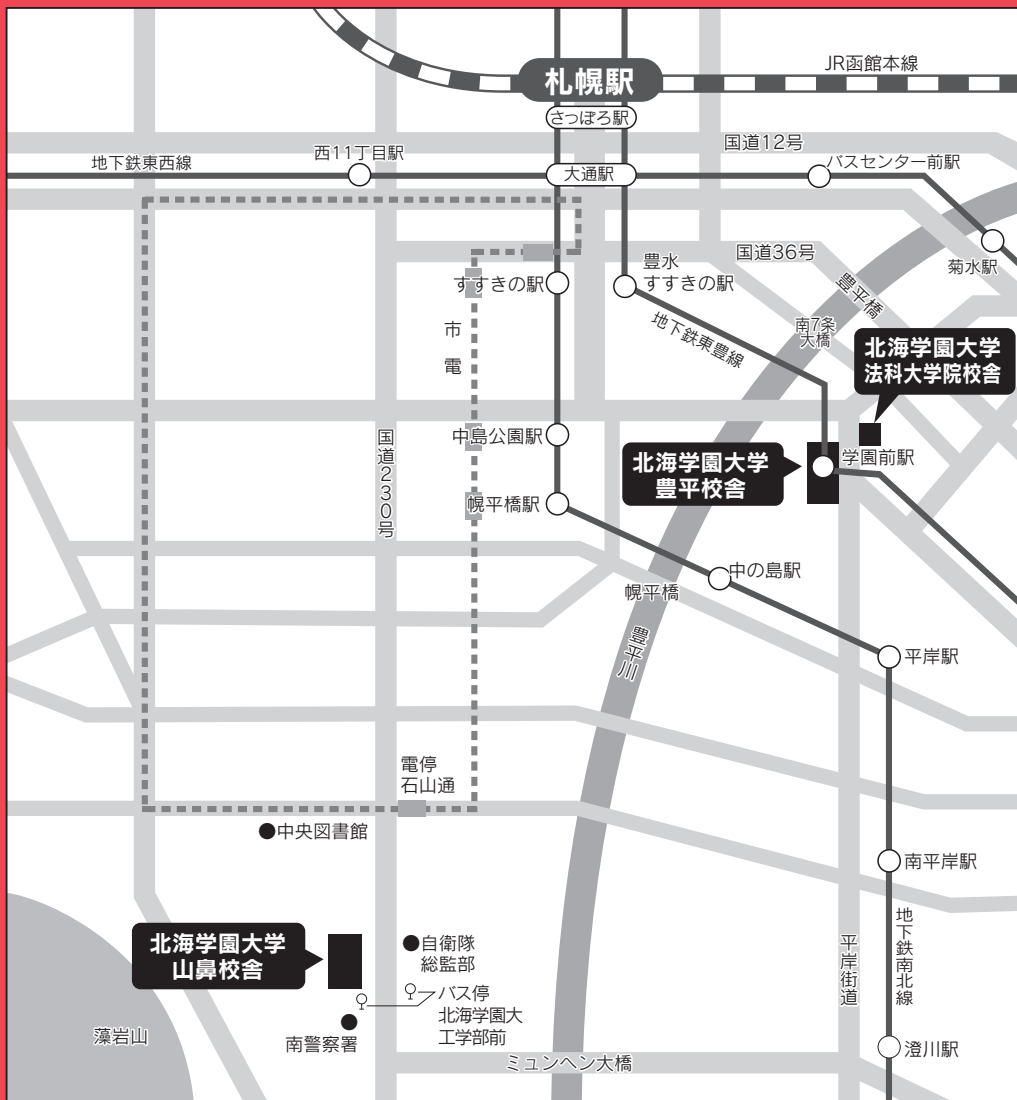 JR函館本線
札幌駅
さっぽろ駅
国道12号
地下鉄東西線
西11丁目駅
大通駅
バスセンター前駅
国道36号
豊水
すすきの駅
すすきの駅
菊水駅
豊平橋
南7条
大橋
地下鉄東豊線
市電
北海学園大学
法科大学院校舎
中島公園駅
国道230号
北海学園大学
豊平校舎
学園前駅
幌平橋駅
中の島駅
幌平橋
豊平川
平岸駅
電停
石山通
中央図書館
南平岸駅
地下鉄南北線
平岸街道
北海学園大学
山鼻校舎
自衛隊
総監部
バス停
北海学園大
工学部前
南警察署
藻岩山
ミュンヘン大橋
澄川駅